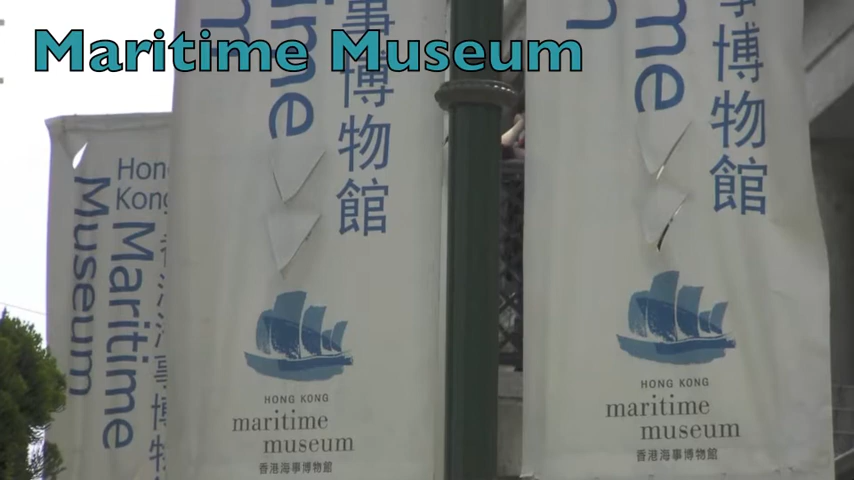 Maritime Museum
Hong
Kong
Maritime
Museum
事博物館
HONG KONG
maritime
museum
香港海事博物館
事博物館
HONG KONG
maritime
museum
香港海事博物館